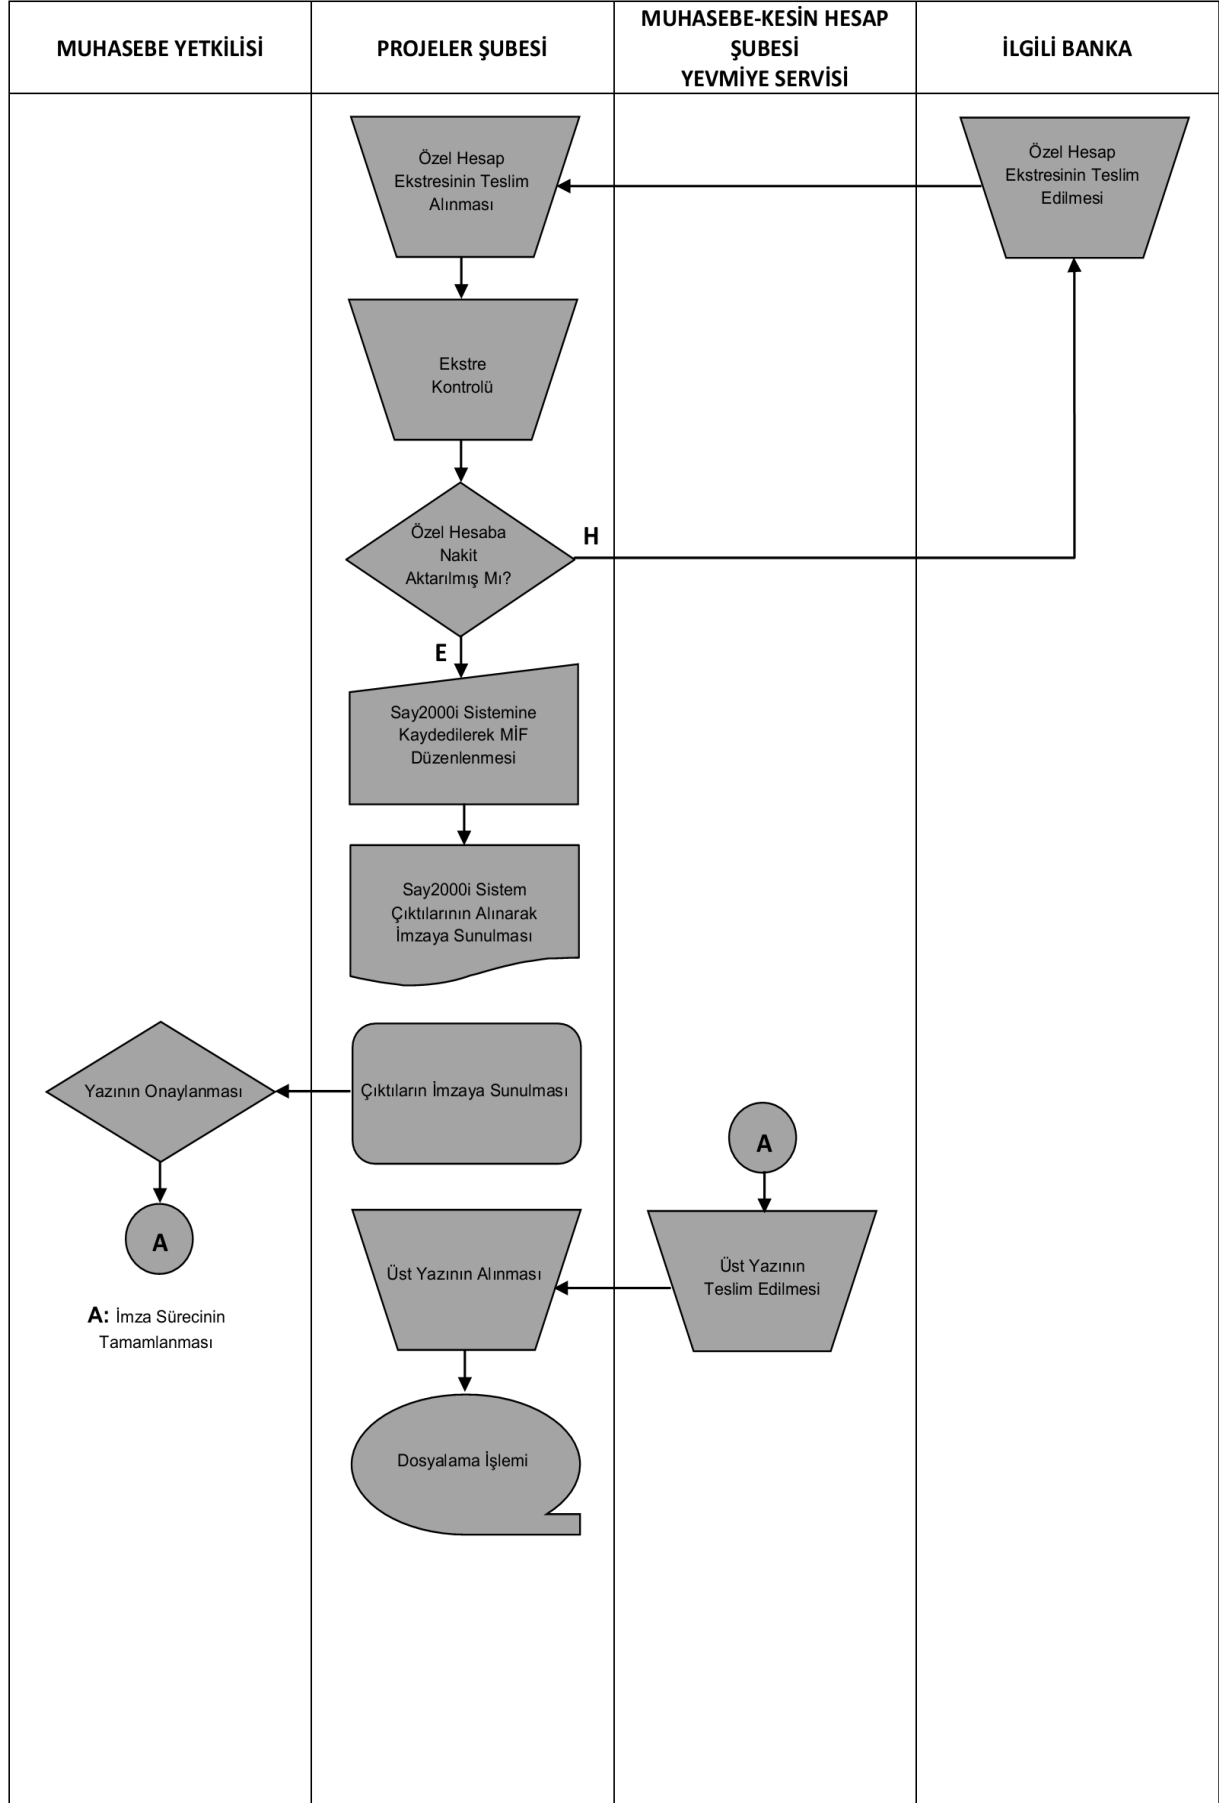 MUHASEBE YETKİLİSİ
PROJELER ŞUBESİ
MUHASEBE-KESİN HESAP
ŞUBESİ
YEVMİYE SERVİSİ
İLGİLİ BANKA
Özel Hesap
Ekstresinin Teslim
Alınması
Özel Hesap
Ekstresinin Teslim
Edilmesi
Ekstre
Kontrolü
Özel Hesaba
Nakit
Aktarılmış Mı?
H
E
Say2000i Sistemine
Kaydedilerek MİF
Düzenlenmesi
Say2000i Sistem
Çıktılarının Alınarak
İmzaya Sunulması
Yazının Onaylanması
Çıktıların İmzaya Sunulması
A
A
Üst Yazının Alınması
Üst Yazının
Teslim Edilmesi
A: İmza Sürecinin
Tamamlanması
Dosyalama İşlemi